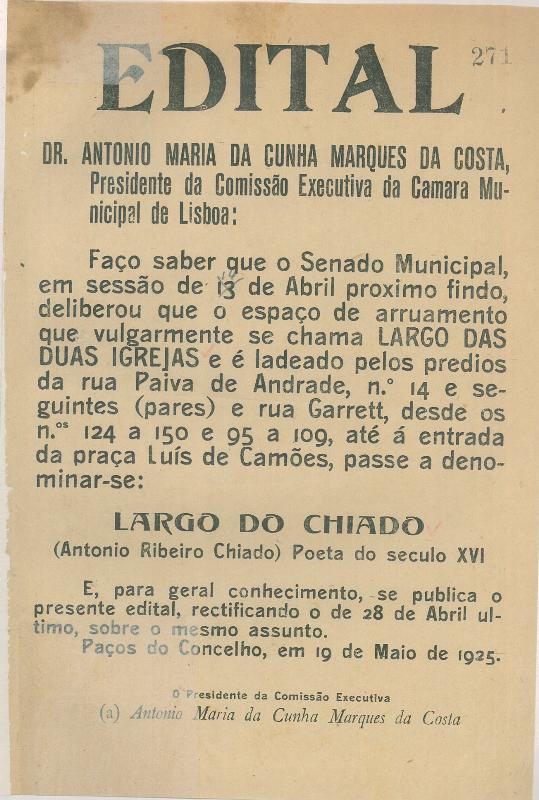 271
EDITAL
DR. ANTONIO MARIA DA CUNHA MARQUES DA COSTA,
Presidente da Comissão Executiva da Camara Mu-
nicipal de Lisboa:
Faço saber que o Senado Municipal,
em sessão de 13 de Abril proximo findo,
deliberou que o espaço de arruamento
que vulgarmente se chama LARGO DAS
DUAS IGREJAS e é ladeado pelos predios
da rua Paiva de Andrade, n.° 14 e se-
guintes (pares) e rua Garrett, desde os
n.os 124 a 150 e 95 a 109, até á entrada
da praça Luís de Camões, passe a deno-
minar-se:
LARGO DO CHIADO
(Antonio Ribeiro Chiado) Poeta do seculo XVI
E, para geral conhecimento, se publica o
presente edital, rectificando o de 28 de Abril ul-
timo, sobre o mesmo assunto.
Paços do Concelho, em 19 de Maio de 1925.
O Presidente da Comissão Executiva
(a) Antonio Maria da Cunha Marques da Costa